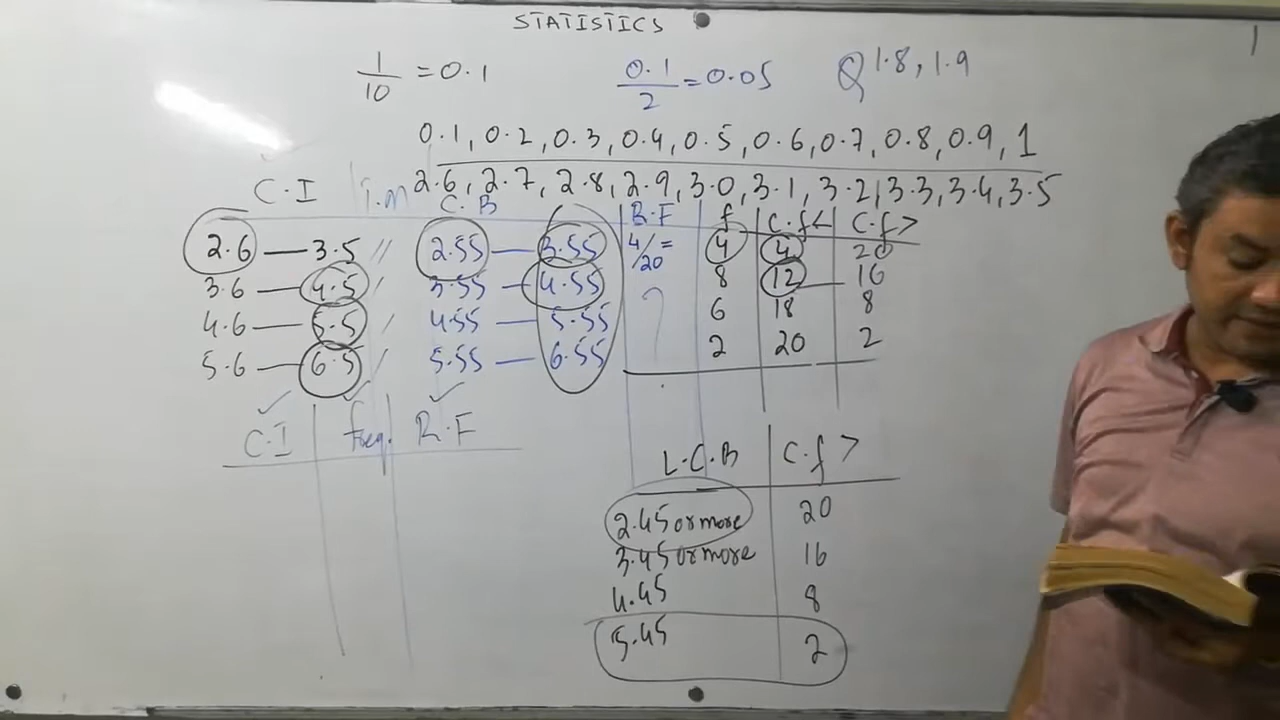 STATISTICS
1/10 = 0.1
0.1/2 = 0.05
Q 1.8, 1.9
0.1, 0.2, 0.3, 0.4, 0.5, 0.6, 0.7, 0.8, 0.9, 1
2.6, 2.7, 2.8, 2.9, 3.0, 3.1, 3.2, 3.3, 3.4, 3.5
C.I C.B R.F f C.f< C.f>
2.6 — 3.5 // 2.55 — 3.55 4/20 = 4 4 20
3.6 — 4.5 / 3.55 — 4.55 8 12 16
4.6 — 5.5 // 4.55 — 5.55 6 18 8
5.6 — 6.5 / 5.55 — 6.55 2 20 2
C.I freq. R.F
L.C.B C.f >
2.45 or more 20
3.45 or more 16
4.45 8
5.45 2